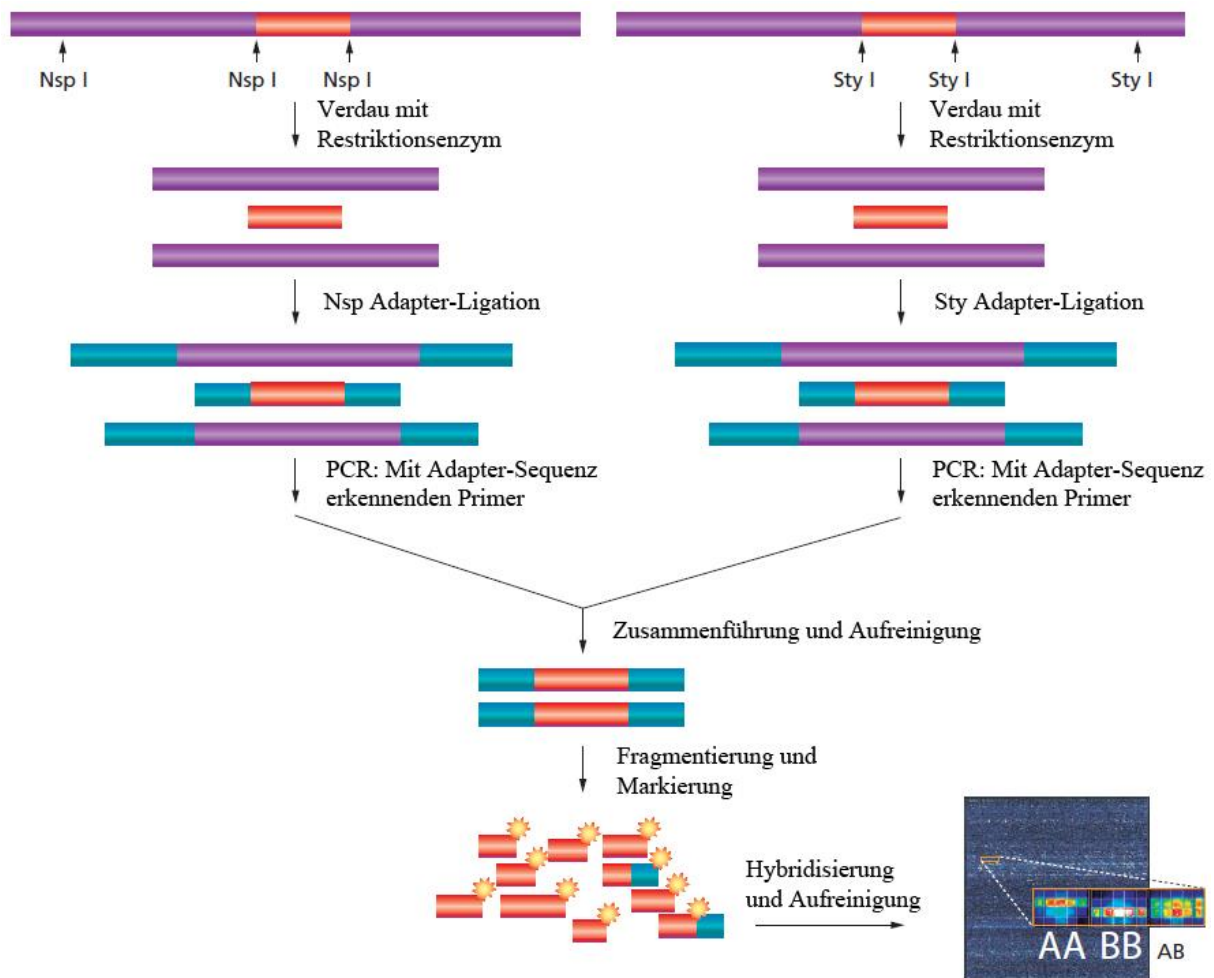 Nsp I Nsp I Nsp I
Sty I Sty I Sty I
Verdau mit
Restriktionsenzym
Verdau mit
Restriktionsenzym
Nsp Adapter-Ligation
Sty Adapter-Ligation
PCR: Mit Adapter-Sequenz
erkennenden Primer
PCR: Mit Adapter-Sequenz
erkennenden Primer
Zusammenführung und Aufreinigung
Fragmentierung und
Markierung
Hybridisierung
und Aufreinigung
AA BB AB